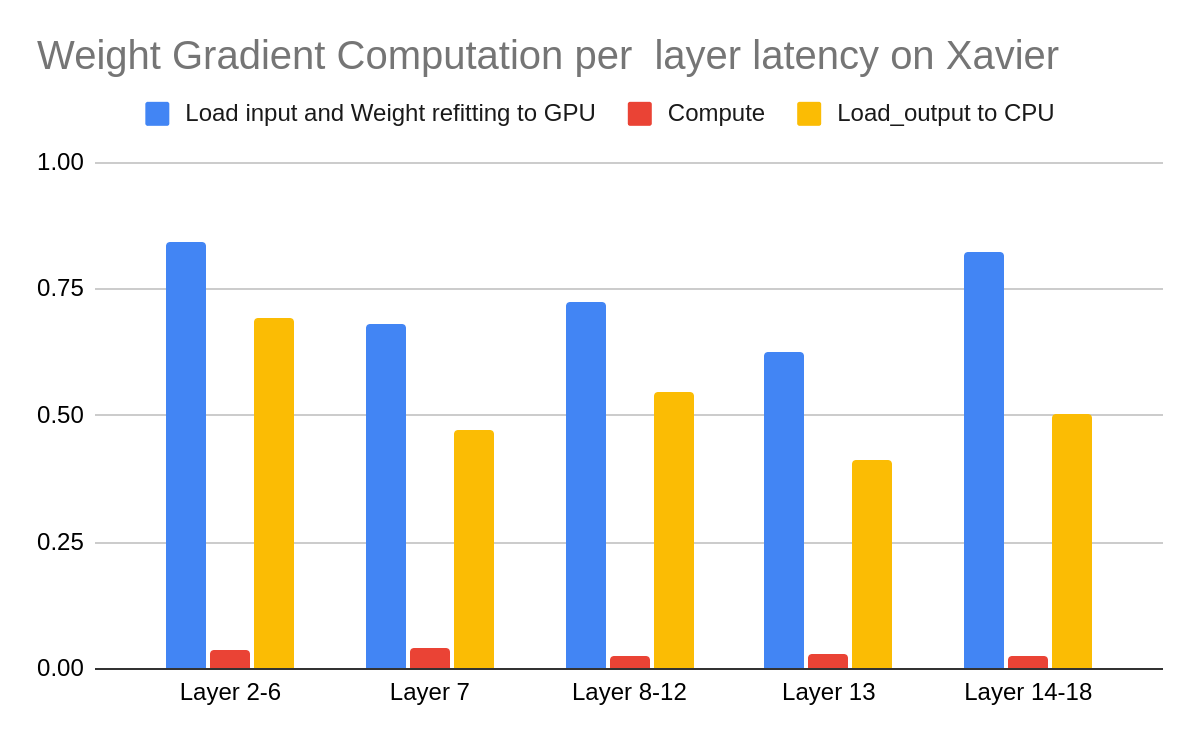 Weight Gradient Computation per  layer latency on Xavier
Load input and Weight refitting to GPU Compute Load_output to CPU
1.00
0.75
0.50
0.25
0.00
Layer 2-6 Layer 7 Layer 8-12 Layer 13 Layer 14-18